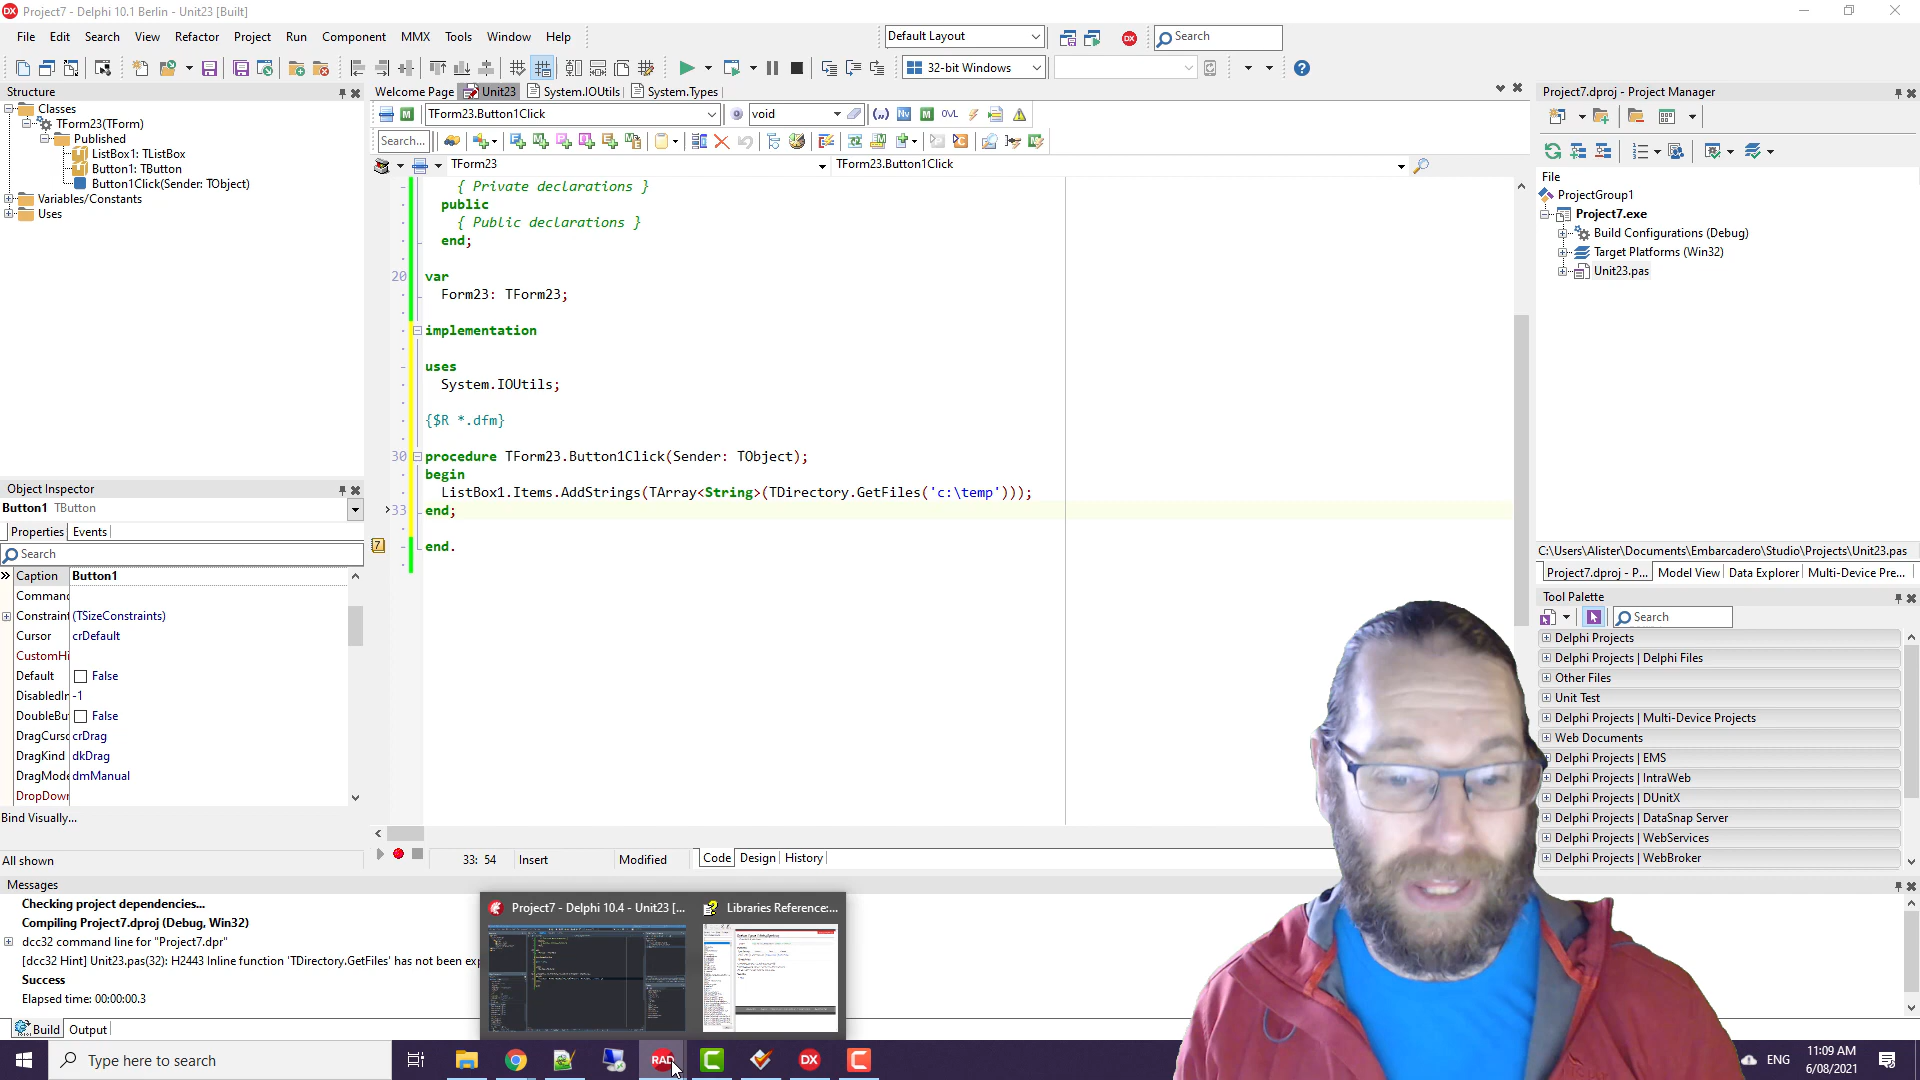 Project7 - Delphi 10.1 Berlin - Unit23 [Built]
File Edit Search View Refactor Project Run Component MMX Tools Window Help
Default Layout
Search
32-bit Windows
Structure
Classes
TForm23(TForm)
Published
ListBox1: TListBox
Button1: TButton
Button1Click(Sender: TObject)
Variables/Constants
Uses
Welcome Page Unit23 System.IOUtils System.Types
TForm23.Button1Click void
Search...
TForm23 TForm23.Button1Click
{ Private declarations }
public
{ Public declarations }
end;
20 var
Form23: TForm23;
implementation
uses
System.IOUtils;
{$R *.dfm}
30 procedure TForm23.Button1Click(Sender: TObject);
begin
ListBox1.Items.AddStrings(TArray<String>(TDirectory.GetFiles('c:\temp')));
33 end;
end.
33: 54 Insert Modified Code Design History
Object Inspector
Button1 TButton
Properties Events
Search
Caption Button1
Command
Constraint (TSizeConstraints)
Cursor crDefault
CustomHi
Default False
DisabledIn -1
DoubleBu False
DragCurso crDrag
DragKind dkDrag
DragMode dmManual
DropDown
Bind Visually...
All shown
Project7.dproj - Project Manager
File
ProjectGroup1
Project7.exe
Build Configurations (Debug)
Target Platforms (Win32)
Unit23.pas
C:\Users\Alister\Documents\Embarcadero\Studio\Projects\Unit23.pas
Project7.dproj - P... Model View Data Explorer Multi-Device Pre...
Tool Palette
Search
Delphi Projects
Delphi Projects | Delphi Files
Other Files
Unit Test
Delphi Projects | Multi-Device Projects
Web Documents
Delphi Projects | EMS
Delphi Projects | IntraWeb
Delphi Projects | DUnitX
Delphi Projects | DataSnap Server
Delphi Projects | WebServices
Delphi Projects | WebBroker
Messages
Checking project dependencies...
Compiling Project7.dproj (Debug, Win32)
dcc32 command line for "Project7.dpr"
[dcc32 Hint] Unit23.pas(32): H2443 Inline function 'TDirectory.GetFiles' has not been exp
Success
Elapsed time: 00:00:00.3
Build Output
Project7 - Delphi 10.4 - Unit23 [...
Libraries Reference:...
Type here to search
RAD
DX
ENG
11:09 AM
6/08/2021